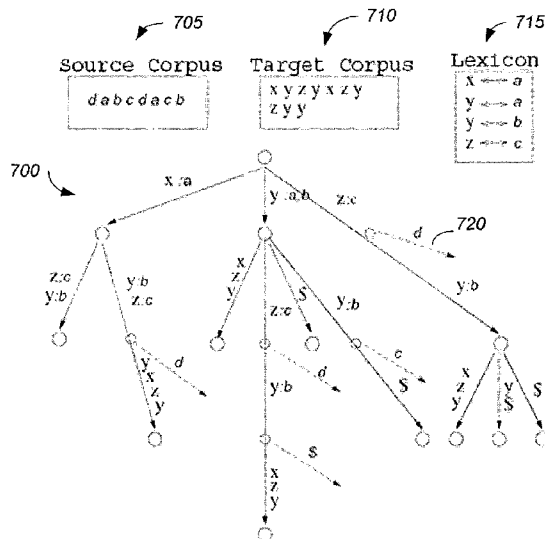 705
710
715
Source Corpus
Target Corpus
Lexicon
d a b c d a c b
x y z y x z y
z y y
x ↔ a
y ↔ a
y ↔ b
z ↔ c
700
x:a
y:a,b
z:c
d
720
z:c
y:b
y:b
z:c
x
z
y
$
z:c
y:b
y:b
y
x
z
y
d
d
c
y:b
$
x
z
y
y
$
$
$
x
z
y